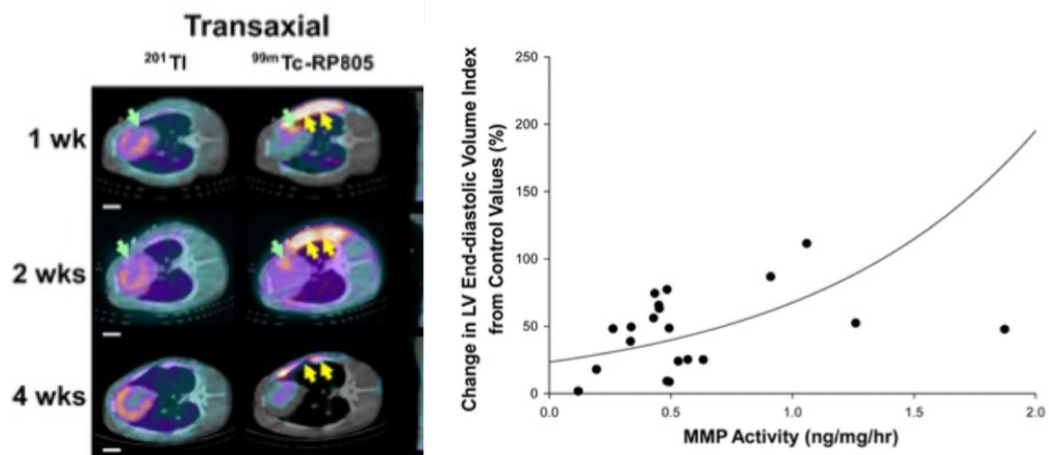 Transaxial
²⁰¹Tl
⁹⁹ᵐTc-RP805
1 wk
2 wks
4 wks
Change in LV End-diastolic Volume Index
from Control Values (%)
250
200
150
100
50
0
0.0
0.5
1.0
1.5
2.0
MMP Activity (ng/mg/hr)